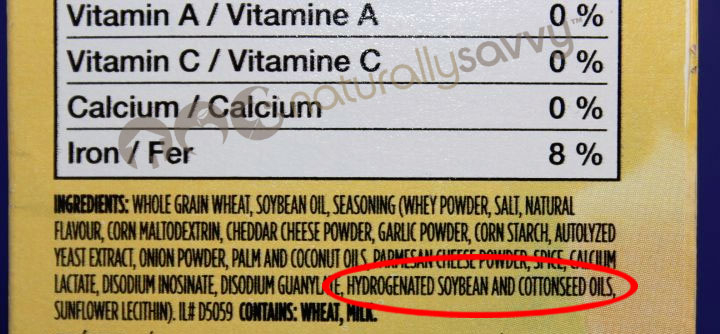 Vitamin A / Vitamine A 0 %
Vitamin C / Vitamine C 0 %
Calcium / Calcium 0 %
Iron / Fer 8 %
naturallysavvy™
INGREDIENTS: WHOLE GRAIN WHEAT, SOYBEAN OIL, SEASONING (WHEY POWDER, SALT, NATURAL
FLAVOUR, CORN MALTODEXTRIN, CHEDDAR CHEESE POWDER, GARLIC POWDER, CORN STARCH, AUTOLYZED
YEAST EXTRACT, ONION POWDER, PALM AND COCONUT OILS, PARMESAN CHEESE POWDER, SPICE, CALCIUM
LACTATE, DISODIUM INOSINATE, DISODIUM GUANYLATE, HYDROGENATED SOYBEAN AND COTTONSEED OILS,
SUNFLOWER LECITHIN). IL# D5059 CONTAINS: WHEAT, MILK.